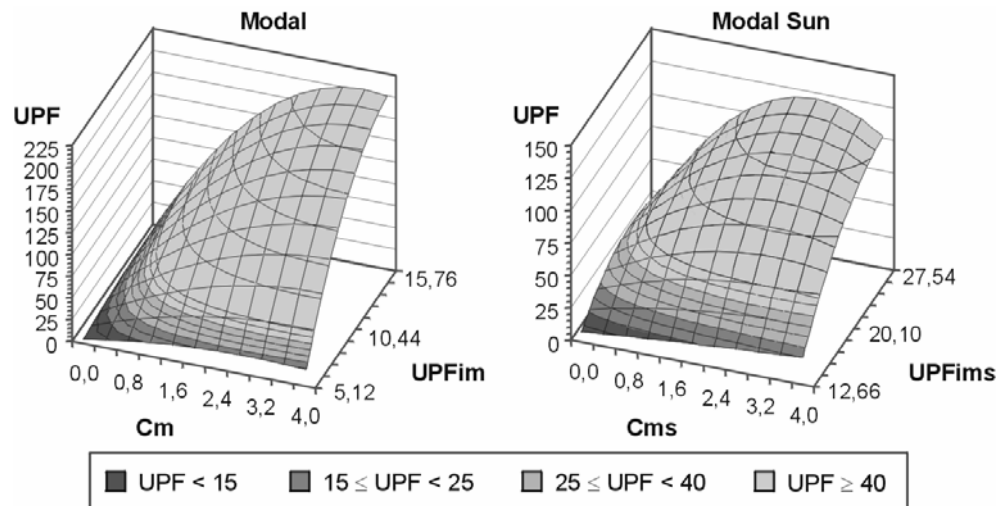 Modal
UPF
225
200
175
150
125
100
75
50
25
0
0,0
0,8
1,6
2,4
3,2
4,0
Cm
5,12
10,44
15,76
UPFim
Modal Sun
UPF
150
125
100
75
50
25
0
0,0
0,8
1,6
2,4
3,2
4,0
Cms
12,66
20,10
27,54
UPFims
UPF < 15
15 ≤ UPF < 25
25 ≤ UPF < 40
UPF ≥ 40